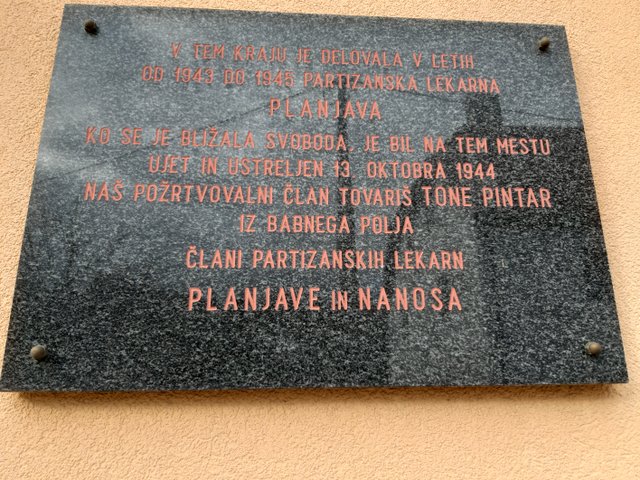 V TEM KRAJU JE DELOVALA V LETIH
OD 1943 DO 1945 PARTIZANSKA LEKARNA
PLANJAVA
KO SE JE BLIŽALA SVOBODA, JE BIL NA TEM MESTU
UJET IN USTRELJEN 13. OKTOBRA 1944
NAŠ POŽRTVOVALNI ČLAN TOVARIŠ TONE PINTAR
IZ BABNEGA POLJA
ČLANI PARTIZANSKIH LEKARN
PLANJAVE IN NANOSA